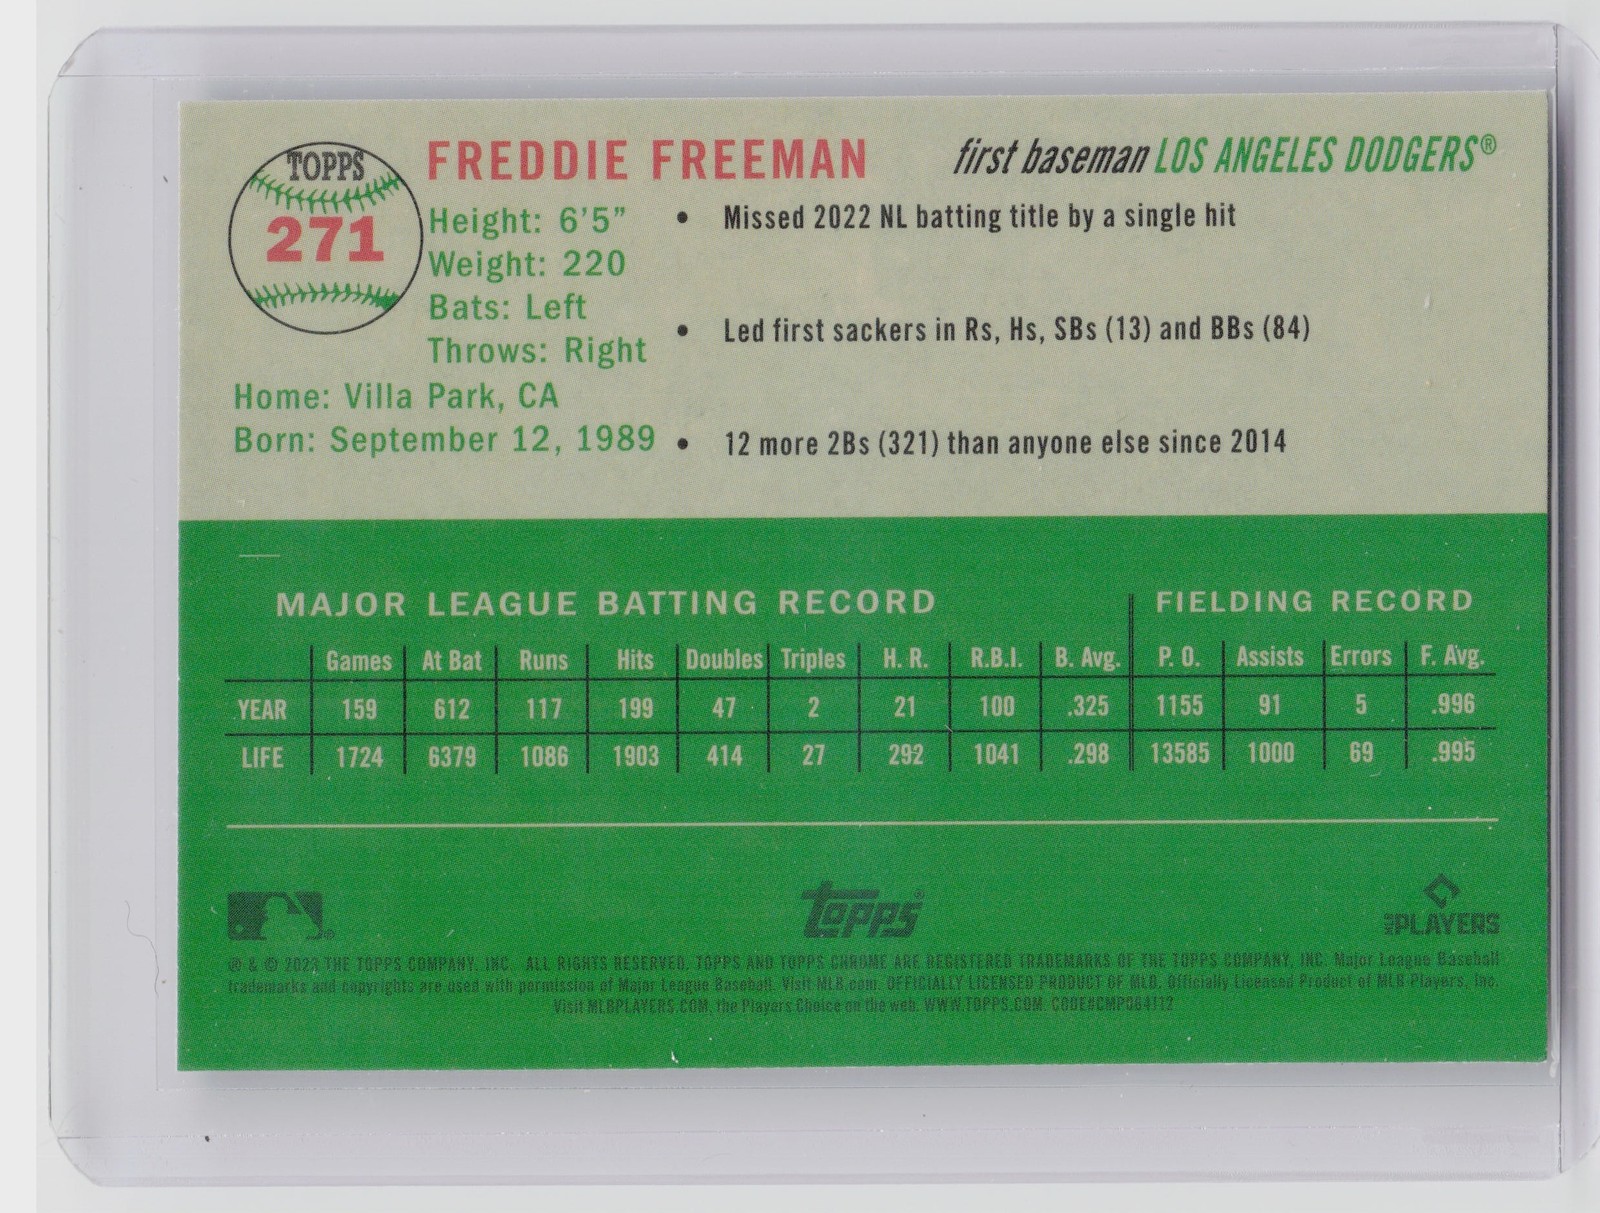 TOPPS
271
FREDDIE FREEMAN
first baseman LOS ANGELES DODGERS®
Height: 6'5”
Weight: 220
Bats: Left
Throws: Right
Home: Villa Park, CA
Born: September 12, 1989
• Missed 2022 NL batting title by a single hit
• Led first sackers in Rs, Hs, SBs (13) and BBs (84)
• 12 more 2Bs (321) than anyone else since 2014
MAJOR LEAGUE BATTING RECORD FIELDING RECORD
Games At Bat Runs Hits Doubles Triples H. R. R.B.I. B. Avg. P. O. Assists Errors F. Avg.
YEAR 159 612 117 199 47 2 21 100 .325 1155 91 5 .996
LIFE 1724 6379 1086 1903 414 27 292 1041 .298 13585 1000 69 .995
topps®
MLB PLAYERS
® & © 2023 THE TOPPS COMPANY, INC. ALL RIGHTS RESERVED. TOPPS AND TOPPS CHROME ARE REGISTERED TRADEMARKS OF THE TOPPS COMPANY, INC. Major League Baseball
trademarks and copyrights are used with permission of Major League Baseball. Visit MLB.com. OFFICIALLY LICENSED PRODUCT OF MLB. Officially Licensed Product of MLB Players, Inc.
Visit MLBPLAYERS.COM, the Players Choice on the web. WWW.TOPPS.COM. CODE#CMP084112